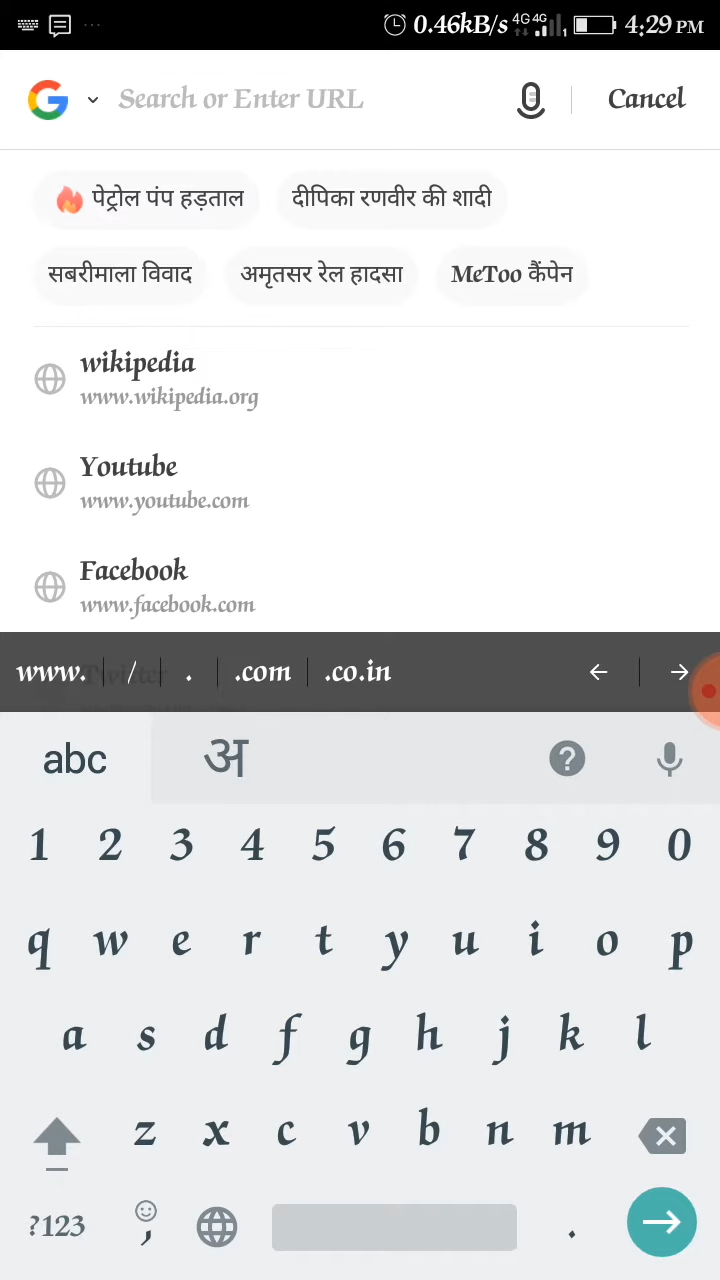 0.46kB/s 4G 4G 1 4:29 PM
Search or Enter URL Cancel
पेट्रोल पंप हड़ताल दीपिका रणवीर की शादी
सबरीमाला विवाद अमृतसर रेल हादसा MeToo कैंपेन
wikipedia
www.wikipedia.org
Youtube
www.youtube.com
Facebook
www.facebook.com
Twitter
www. / . .com .co.in
abc अ ?
1 2 3 4 5 6 7 8 9 0
q w e r t y u i o p
a s d f g h j k l
z x c v b n m
?123 , .